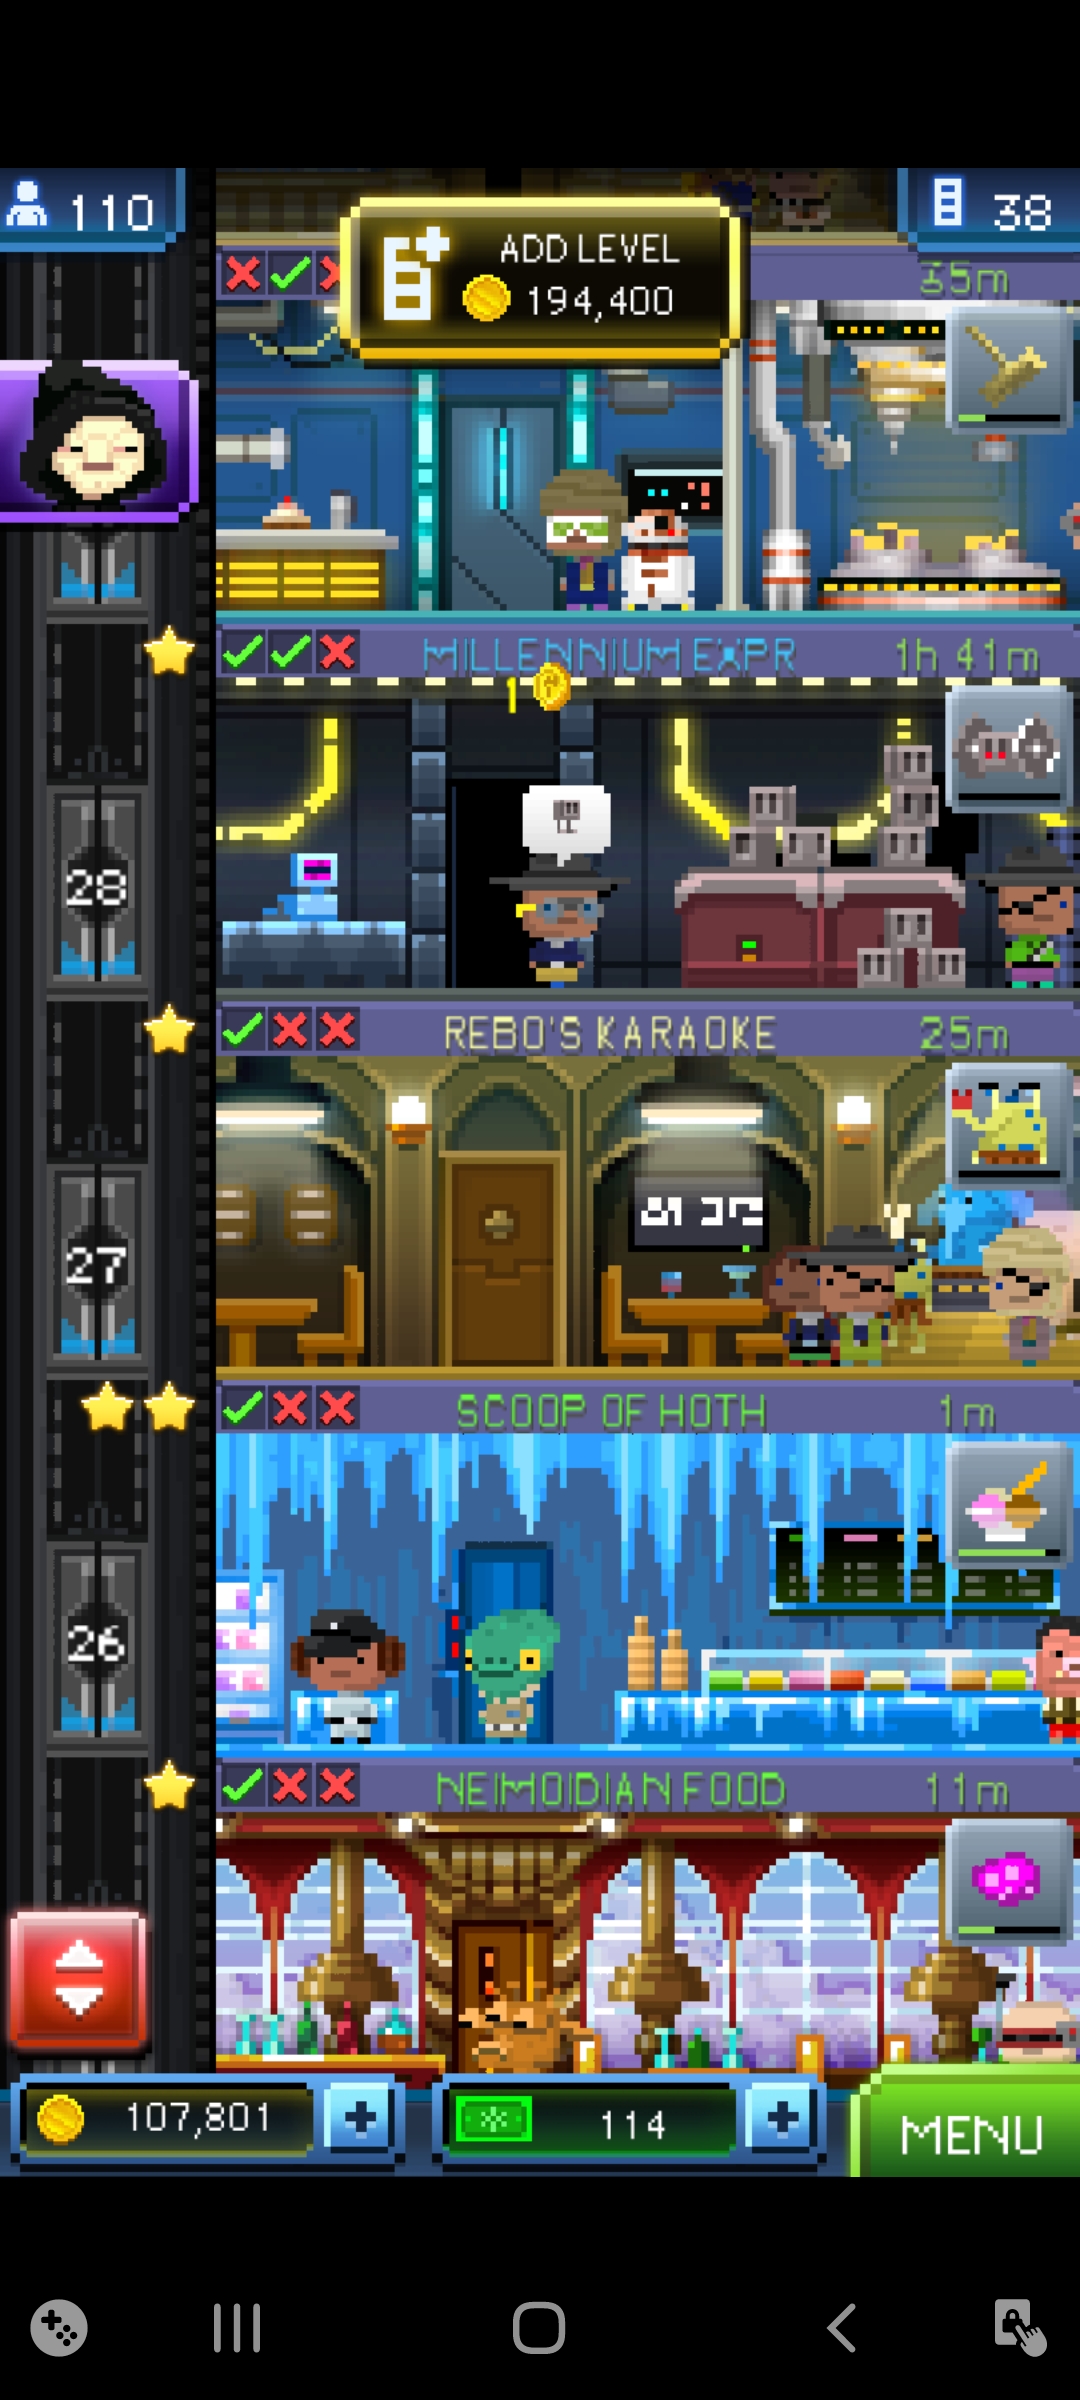 110
ADD LEVEL
194,400
38
35m
MILLENNIUM EXPR
1h 41m
1
28
REBO'S KARAOKE
25m
27
SCOOP OF HOTH
1m
26
NEIMOIDIAN FOOD
11m
107,801
114
MENU